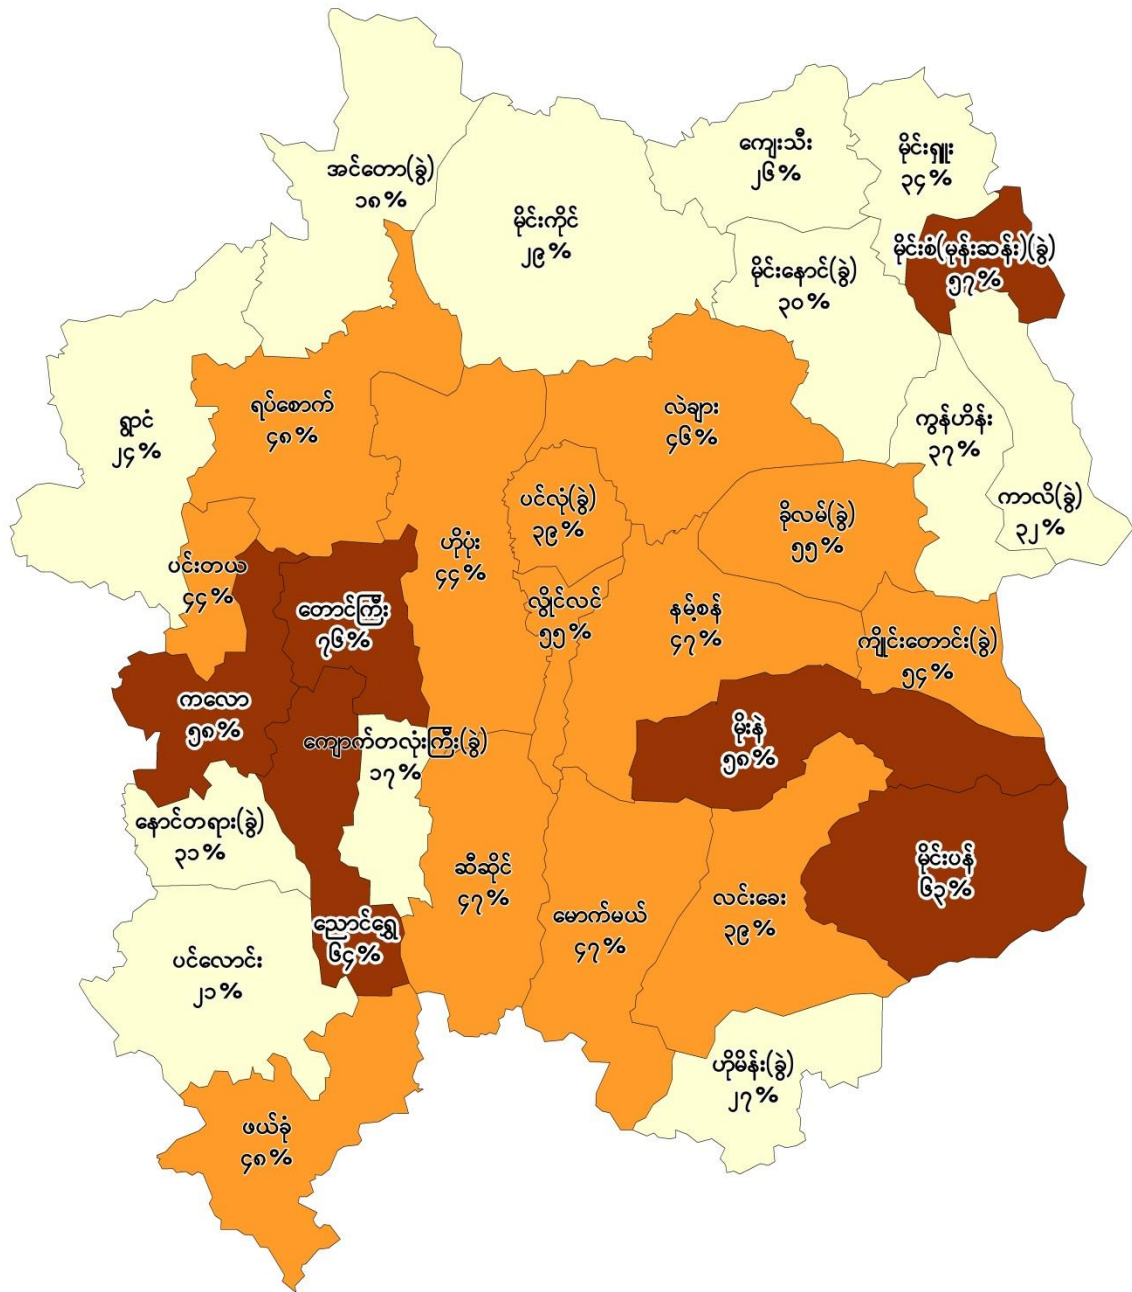 ကျေးသီး
၂၆%
မိုင်းရှူး
၃၄%
အင်တော(ခွဲ)
၁၈%
မိုင်းကိုင်
၂၉%
မိုင်းစံ(မုန်းဆန်း)(ခွဲ)
၅၇%
မိုင်းနောင်(ခွဲ)
၃၀%
ရွာငံ
၂၄%
ရပ်စောက်
၄၈%
လဲချား
၄၆%
ကွန်ဟိန်း
၃၇%
ကာလိ(ခွဲ)
၃၂%
ပင်လုံ(ခွဲ)
၃၉%
ခိုလမ်(ခွဲ)
၅၅%
ဟိုပုံး
၄၄%
ပင်းတယ
၄၄%
တောင်ကြီး
၇၆%
လွိုင်လင်
၅၅%
နမ့်စန်
၄၇%
ကျိုင်းတောင်း(ခွဲ)
၅၄%
ကလော
၅၈%
ကျောက်တလုံးကြီး(ခွဲ)
၁၇%
မိုးနဲ
၅၈%
နောင်တရား(ခွဲ)
၃၁%
ဆီဆိုင်
၄၇%
မိုင်းပန်
၆၃%
လင်းခေး
၃၉%
မောက်မယ်
၄၇%
ညောင်ရွှေ
၆၄%
ပင်လောင်း
၂၁%
ဟိုမိန်း(ခွဲ)
၂၇%
ဖယ်ခုံ
၄၈%